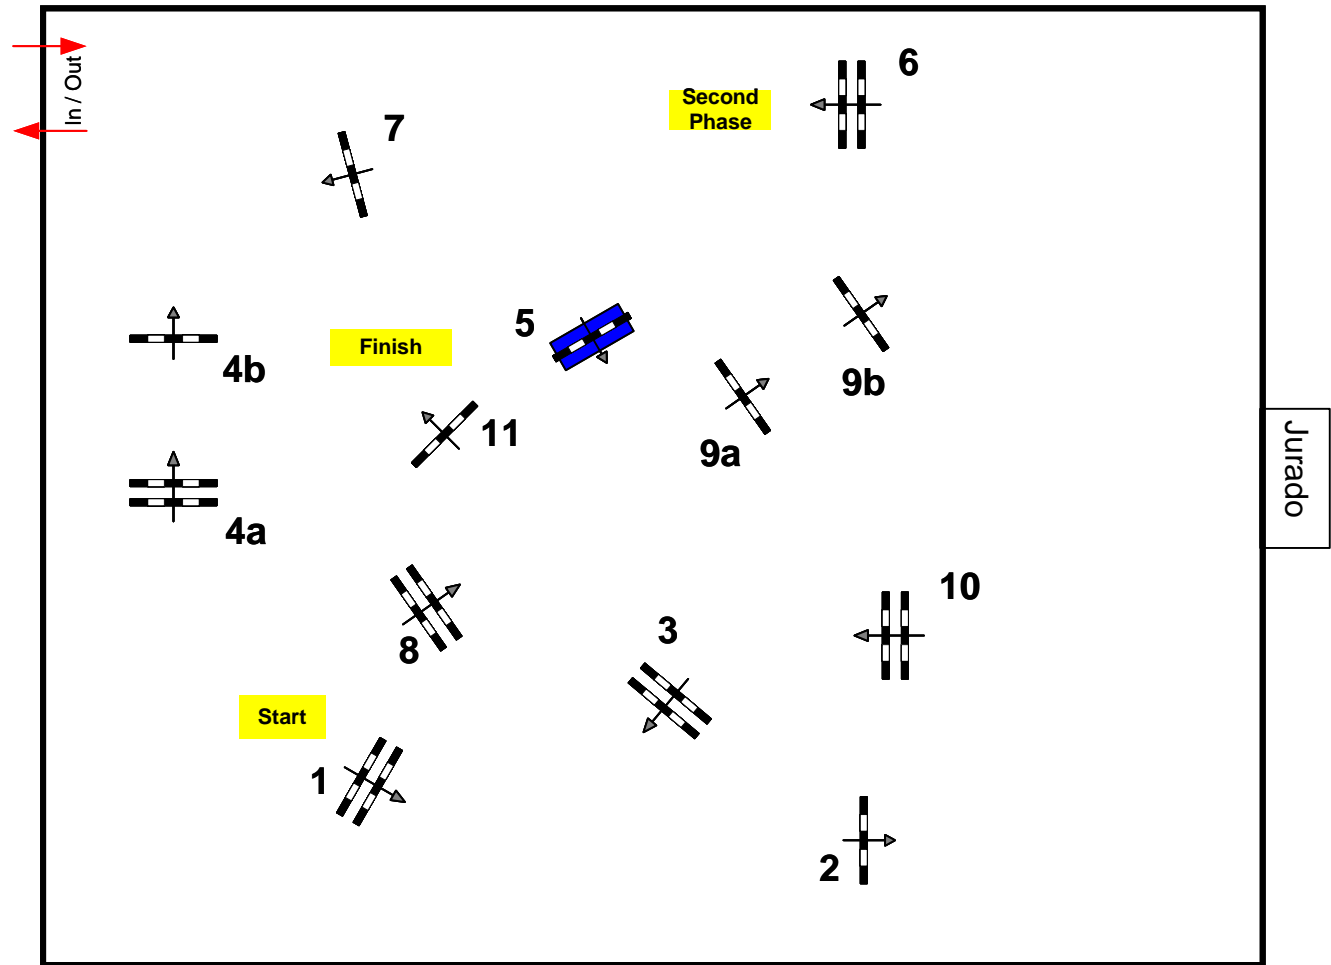 In / Out
6
Second
Phase
7
5
Finish
4b
9b
11
9a
Jurado
4a
10
3
8
Start
1
2